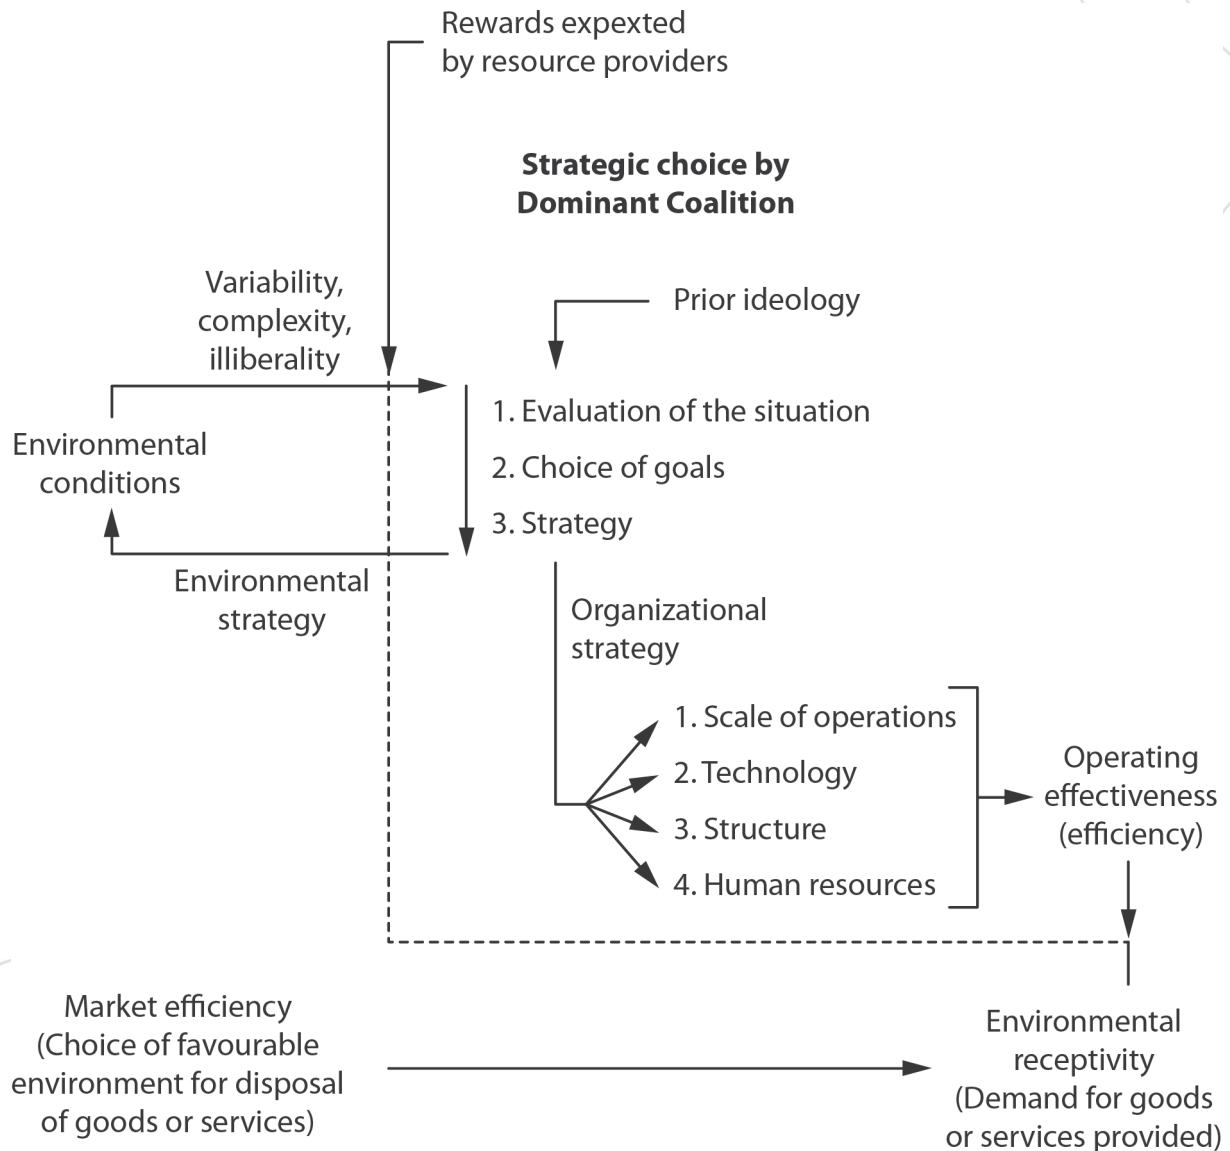 Rewards expexted
by resource providers
Strategic choice by
Dominant Coalition
Variability,
complexity,
illiberality
Prior ideology
Environmental
conditions
1. Evaluation of the situation
2. Choice of goals
3. Strategy
Environmental
strategy
Organizational
strategy
1. Scale of operations
2. Technology
3. Structure
4. Human resources
Operating
effectiveness
(efficiency)
Market efficiency
(Choice of favourable
environment for disposal
of goods or services)
Environmental
receptivity
(Demand for goods
or services provided)